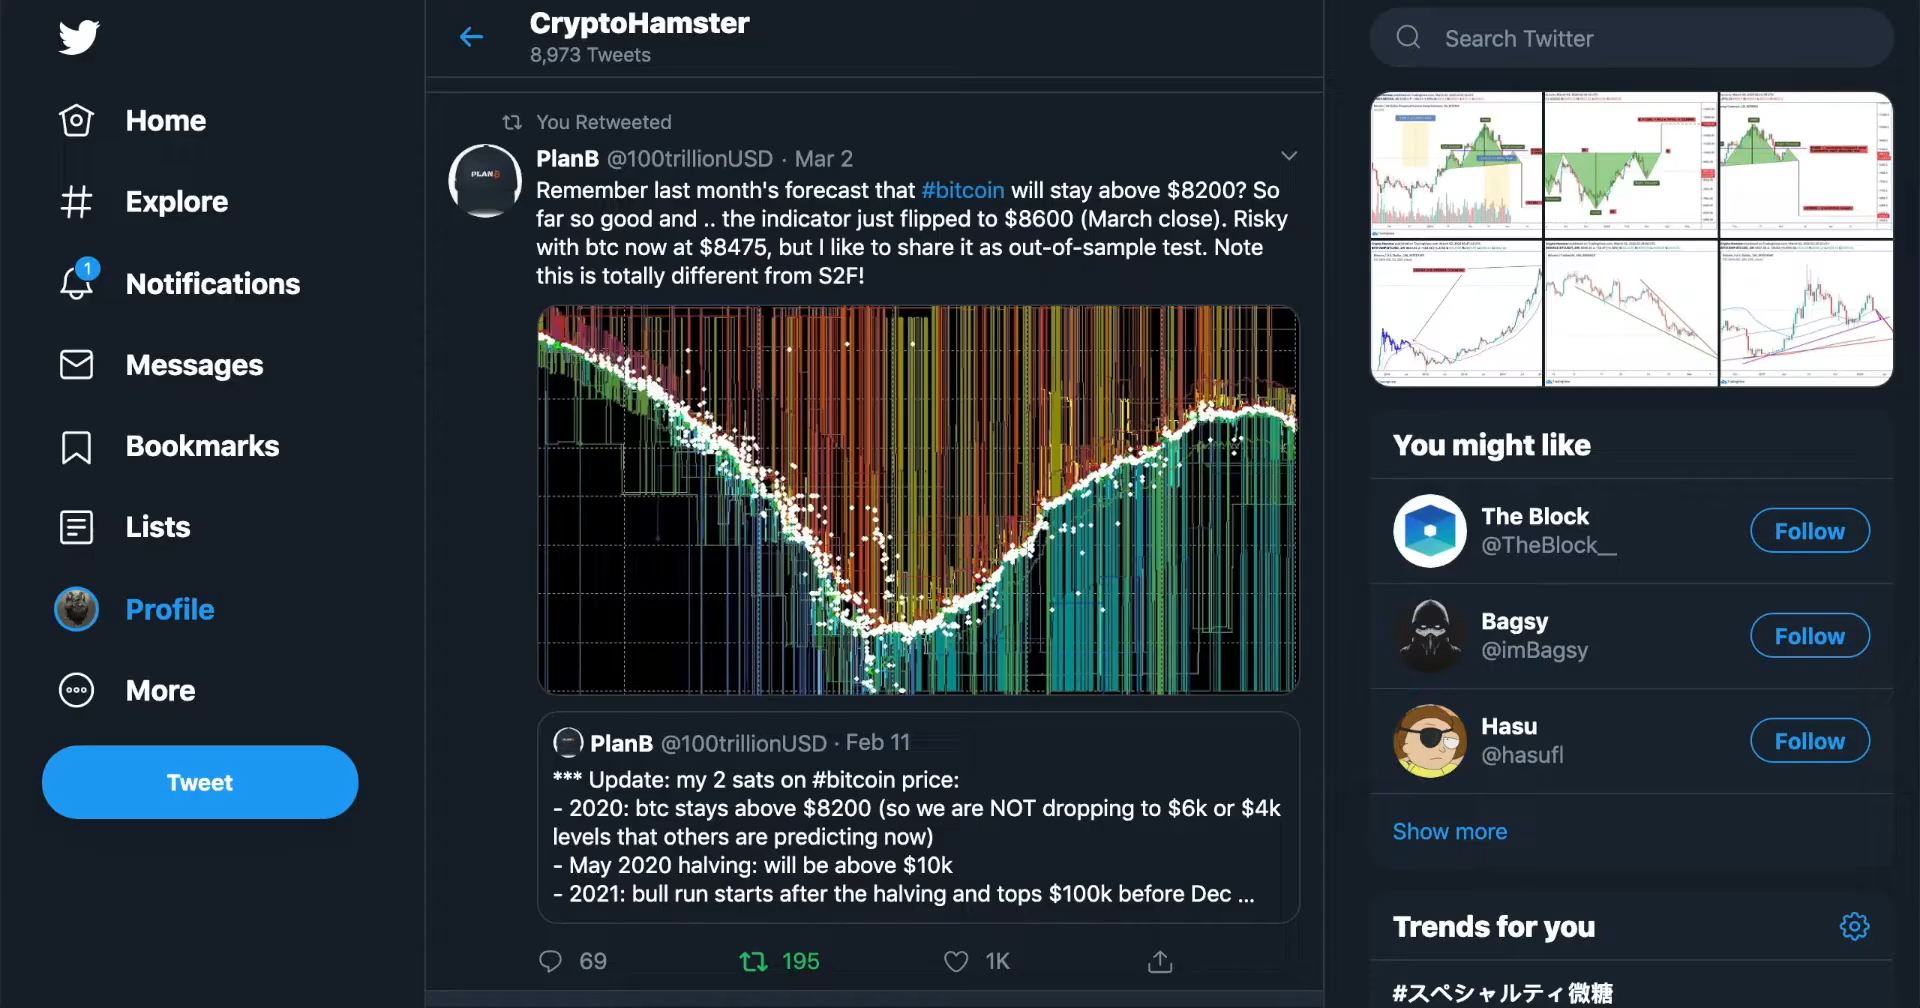 CryptoHamster
8,973 Tweets
Search Twitter
Home
Explore
1
Notifications
Messages
Bookmarks
Lists
Profile
More
Tweet
You Retweeted
PlanB @100trillionUSD · Mar 2
Remember last month's forecast that #bitcoin will stay above $8200? So
far so good and .. the indicator just flipped to $8600 (March close). Risky
with btc now at $8475, but I like to share it as out-of-sample test. Note
this is totally different from S2F!
PlanB @100trillionUSD · Feb 11
*** Update: my 2 sats on #bitcoin price:
- 2020: btc stays above $8200 (so we are NOT dropping to $6k or $4k
levels that others are predicting now)
- May 2020 halving: will be above $10k
- 2021: bull run starts after the halving and tops $100k before Dec ...
69
195
1K
You might like
The Block
@TheBlock__
Follow
Bagsy
@imBagsy
Follow
Hasu
@hasufl
Follow
Show more
Trends for you
#スペシャルティ微糖